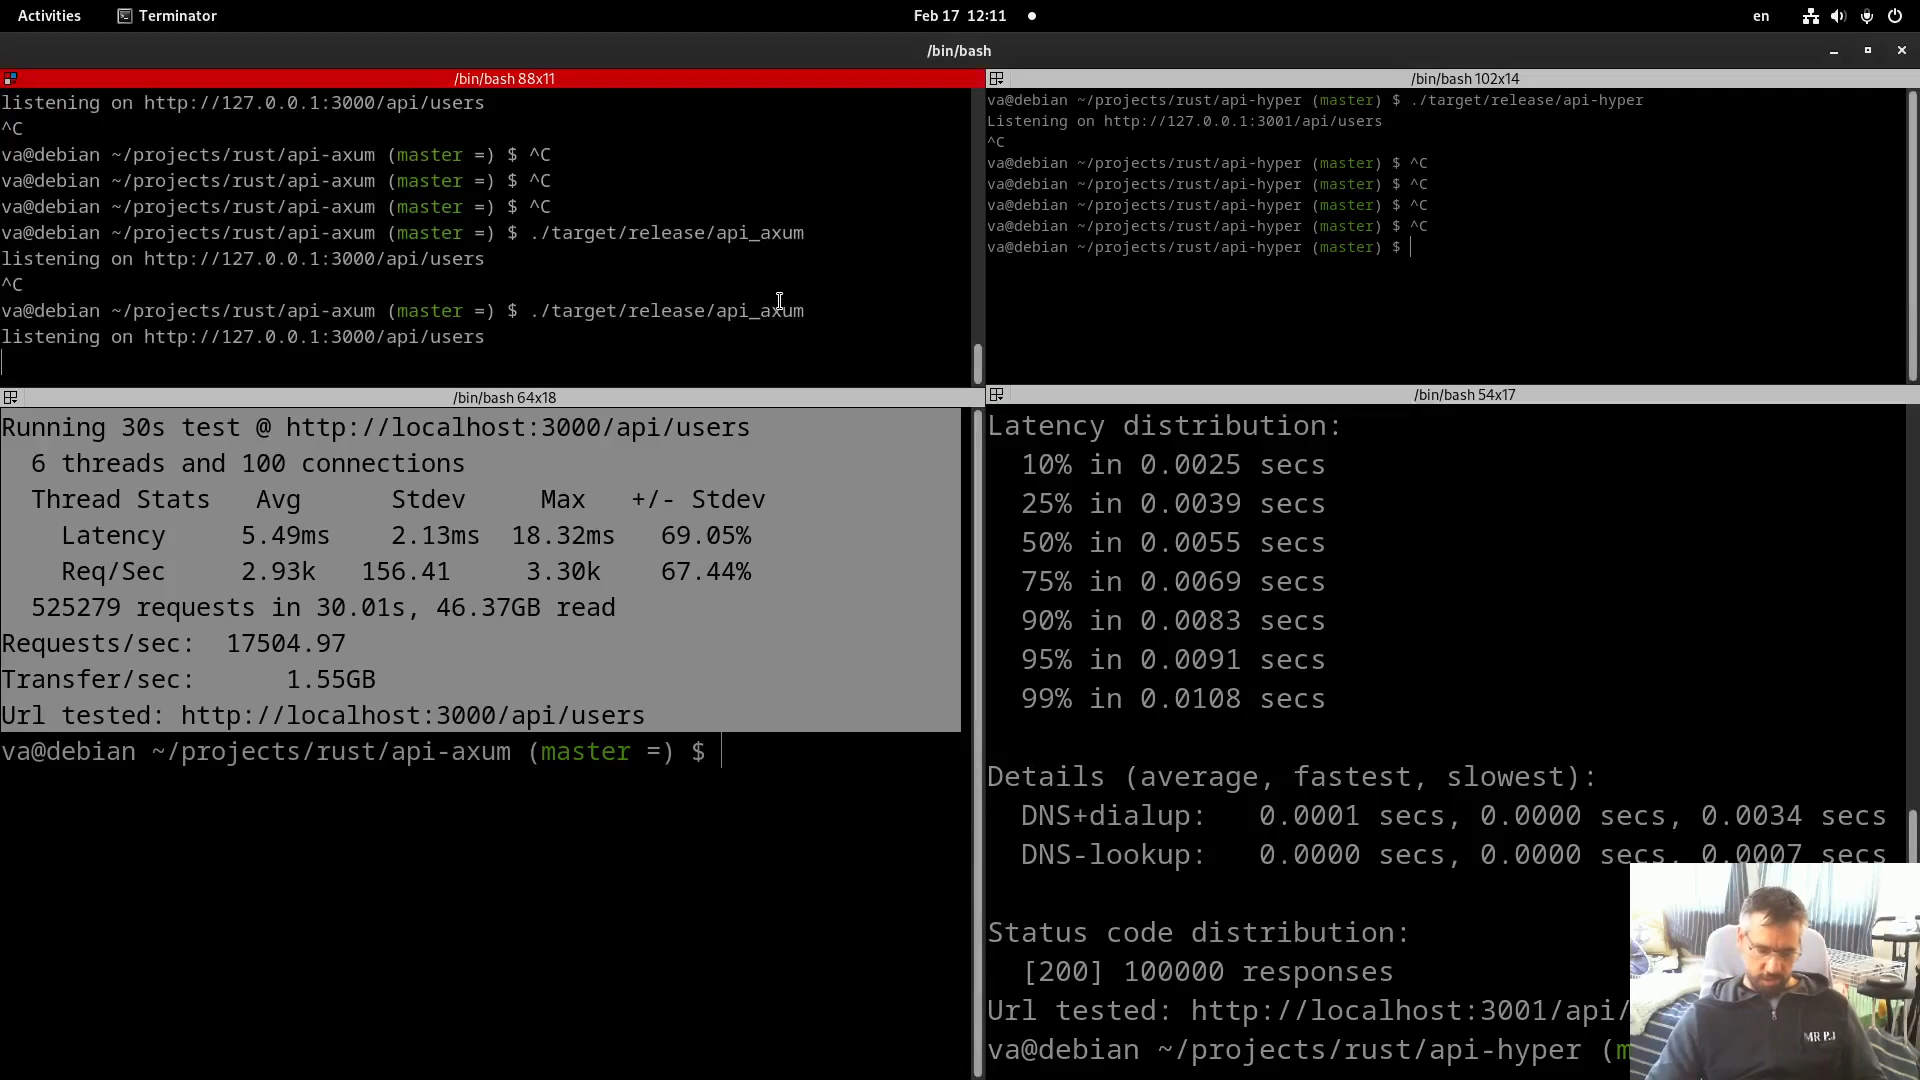 Activities
Terminator
Feb 17 12:11
en
/bin/bash
/bin/bash 88x11
listening on http://127.0.0.1:3000/api/users
^C
va@debian ~/projects/rust/api-axum (master =) $ ^C
va@debian ~/projects/rust/api-axum (master =) $ ^C
va@debian ~/projects/rust/api-axum (master =) $ ^C
va@debian ~/projects/rust/api-axum (master =) $ ./target/release/api_axum
listening on http://127.0.0.1:3000/api/users
^C
va@debian ~/projects/rust/api-axum (master =) $ ./target/release/api_axum
listening on http://127.0.0.1:3000/api/users
/bin/bash 102x14
va@debian ~/projects/rust/api-hyper (master) $ ./target/release/api-hyper
Listening on http://127.0.0.1:3001/api/users
^C
va@debian ~/projects/rust/api-hyper (master) $ ^C
va@debian ~/projects/rust/api-hyper (master) $ ^C
va@debian ~/projects/rust/api-hyper (master) $ ^C
va@debian ~/projects/rust/api-hyper (master) $ ^C
va@debian ~/projects/rust/api-hyper (master) $
/bin/bash 64x18
Running 30s test @ http://localhost:3000/api/users
6 threads and 100 connections
Thread Stats Avg Stdev Max +/- Stdev
Latency 5.49ms 2.13ms 18.32ms 69.05%
Req/Sec 2.93k 156.41 3.30k 67.44%
525279 requests in 30.01s, 46.37GB read
Requests/sec: 17504.97
Transfer/sec: 1.55GB
Url tested: http://localhost:3000/api/users
va@debian ~/projects/rust/api-axum (master =) $
/bin/bash 54x17
Latency distribution:
10% in 0.0025 secs
25% in 0.0039 secs
50% in 0.0055 secs
75% in 0.0069 secs
90% in 0.0083 secs
95% in 0.0091 secs
99% in 0.0108 secs
Details (average, fastest, slowest):
DNS+dialup: 0.0001 secs, 0.0000 secs, 0.0034 secs
DNS-lookup: 0.0000 secs, 0.0000 secs, 0.0007 secs
Status code distribution:
[200] 100000 responses
Url tested: http://localhost:3001/api/
va@debian ~/projects/rust/api-hyper (m
MR PJ